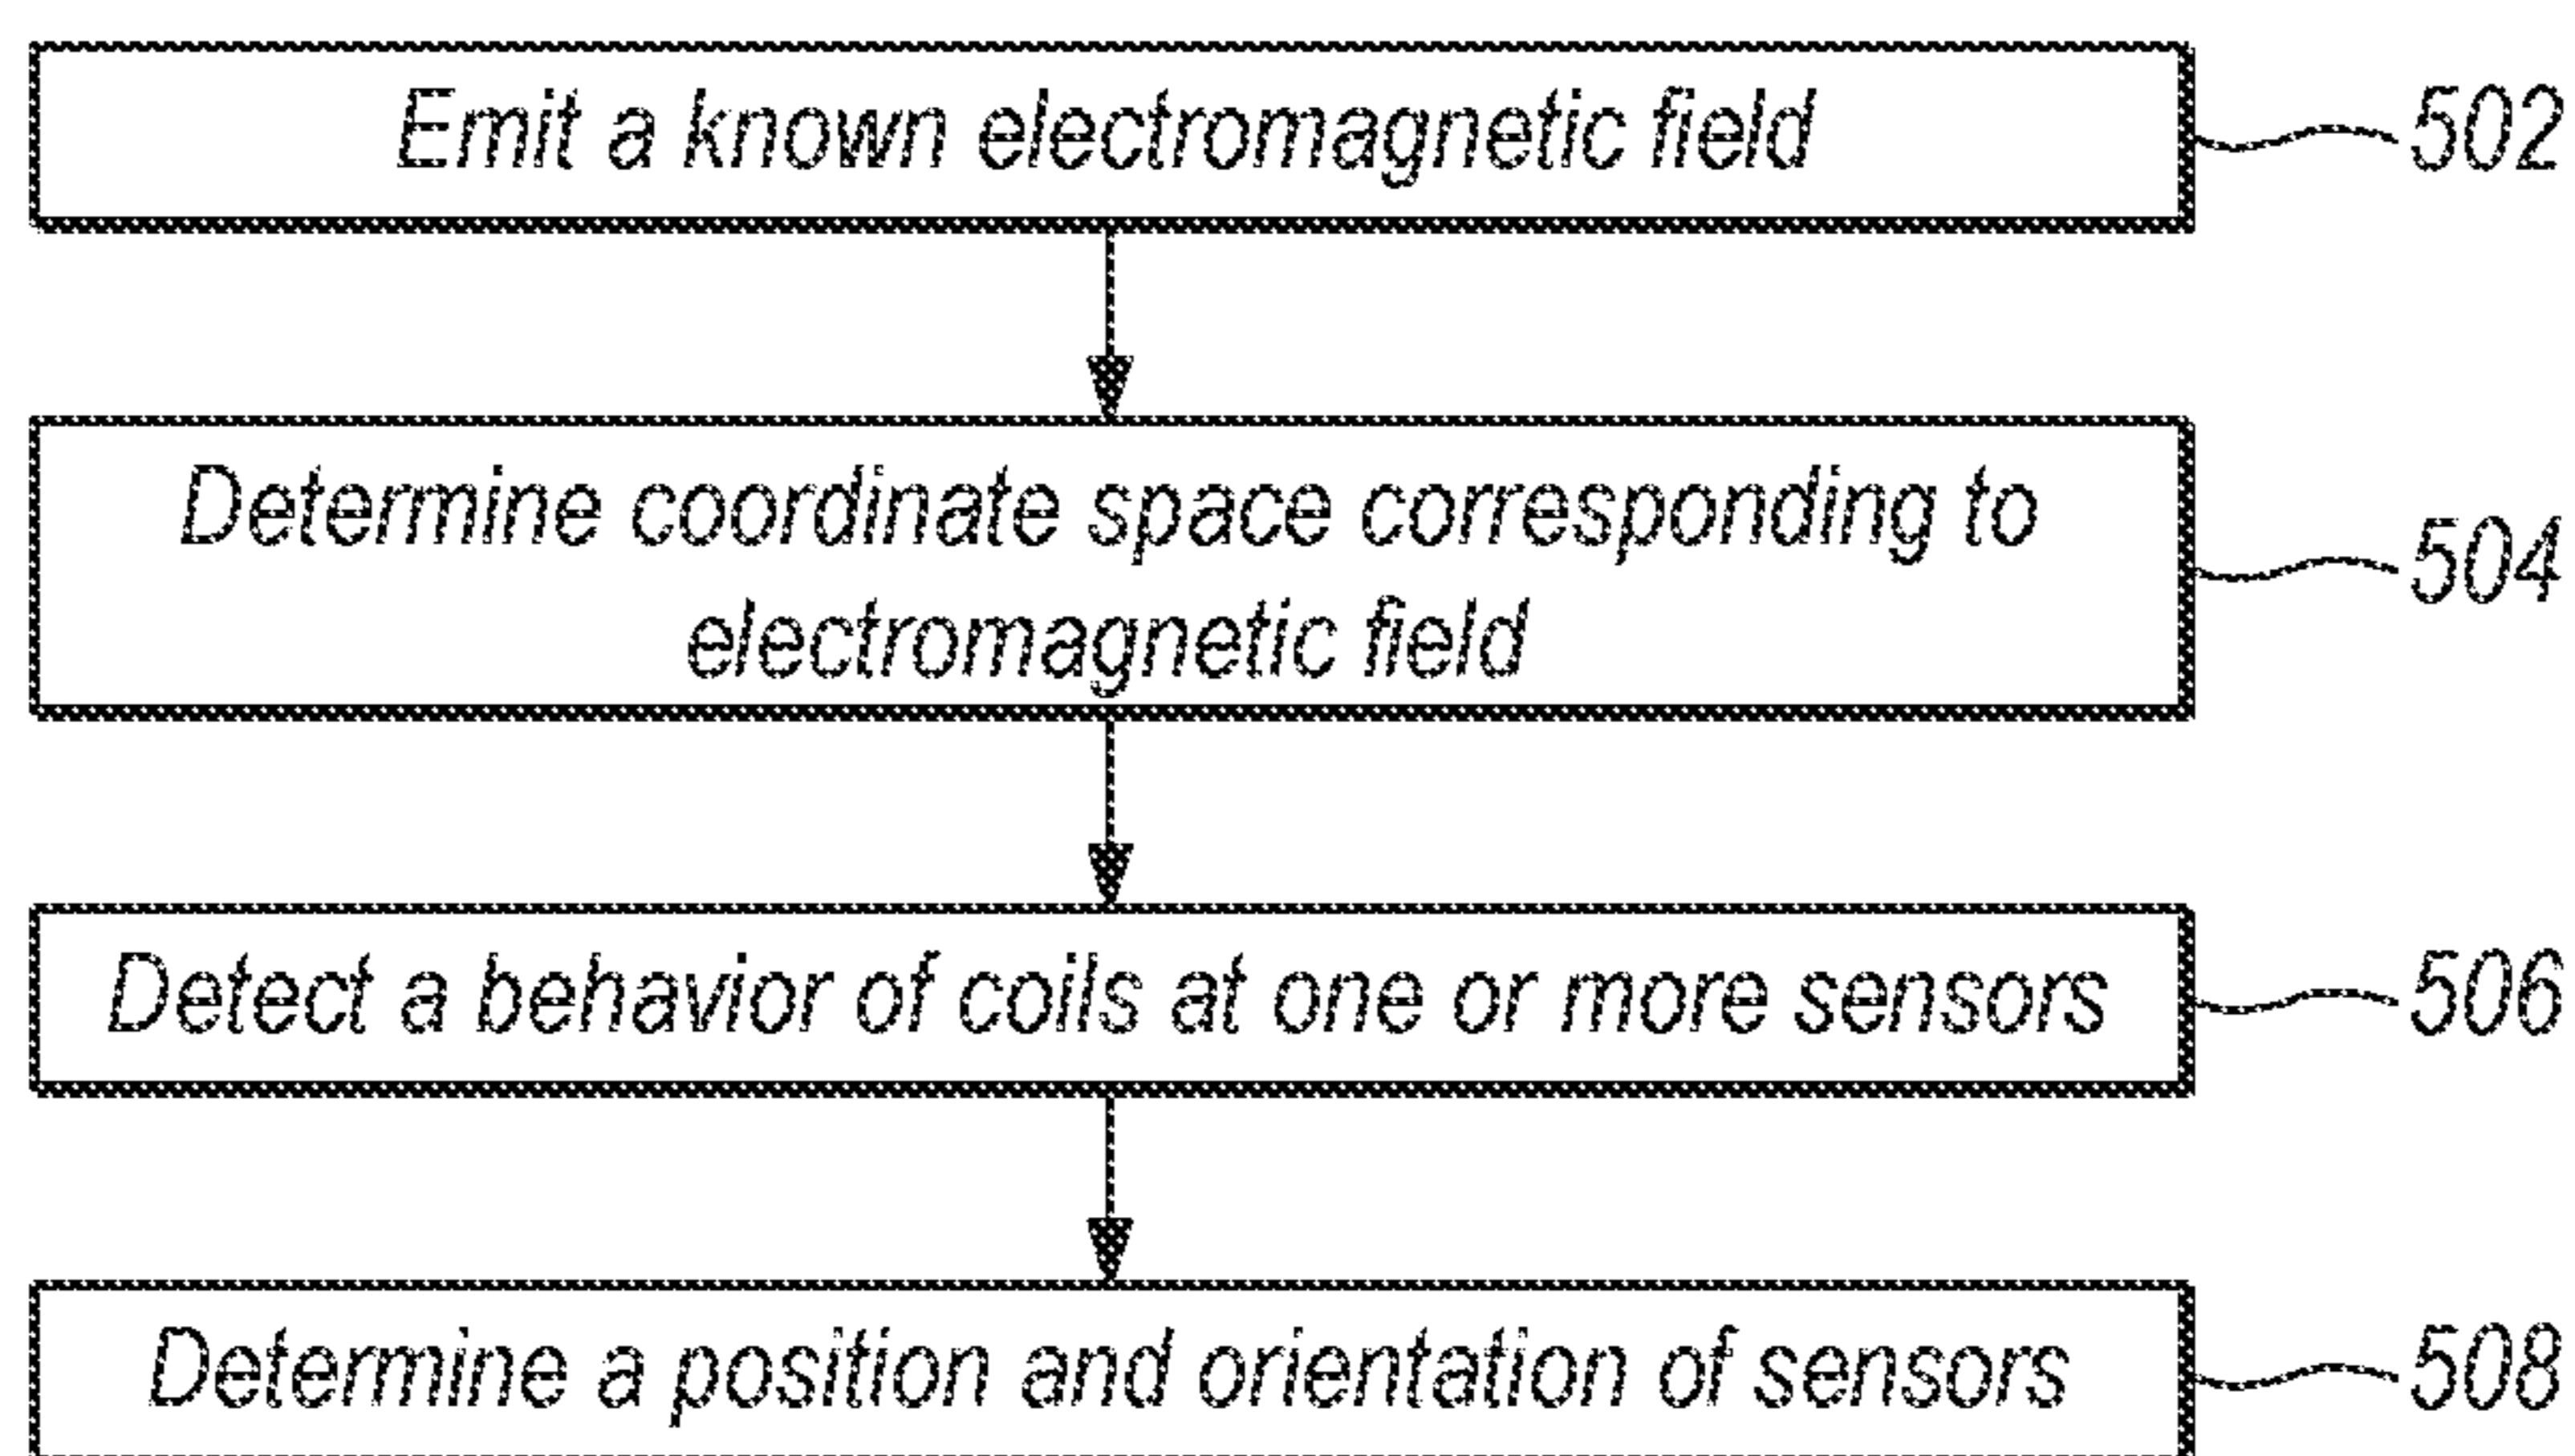 Emit a known electromagnetic field
502
Determine coordinate space corresponding to
electromagnetic field
504
Detect a behavior of coils at one or more sensors
506
Determine a position and orientation of sensors
508